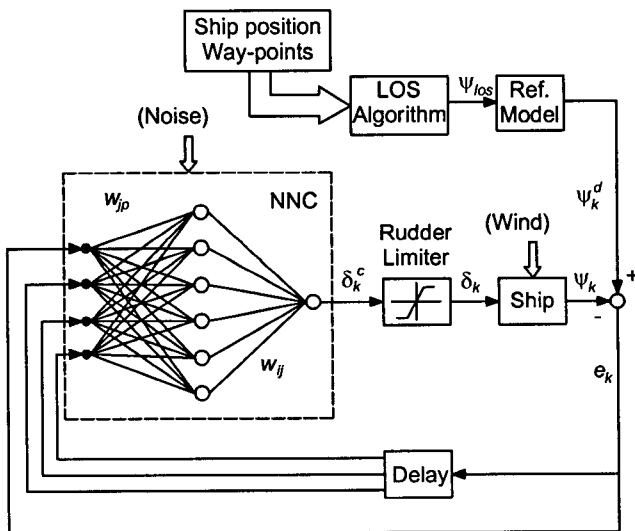 Ship position
Way-points
LOS
Algorithm
ψlos
Ref.
Model
(Noise)
wjp
NNC
ψkd
Rudder
Limiter
(Wind)
δkc
δk
Ship
ψk
+
-
wij
ek
Delay